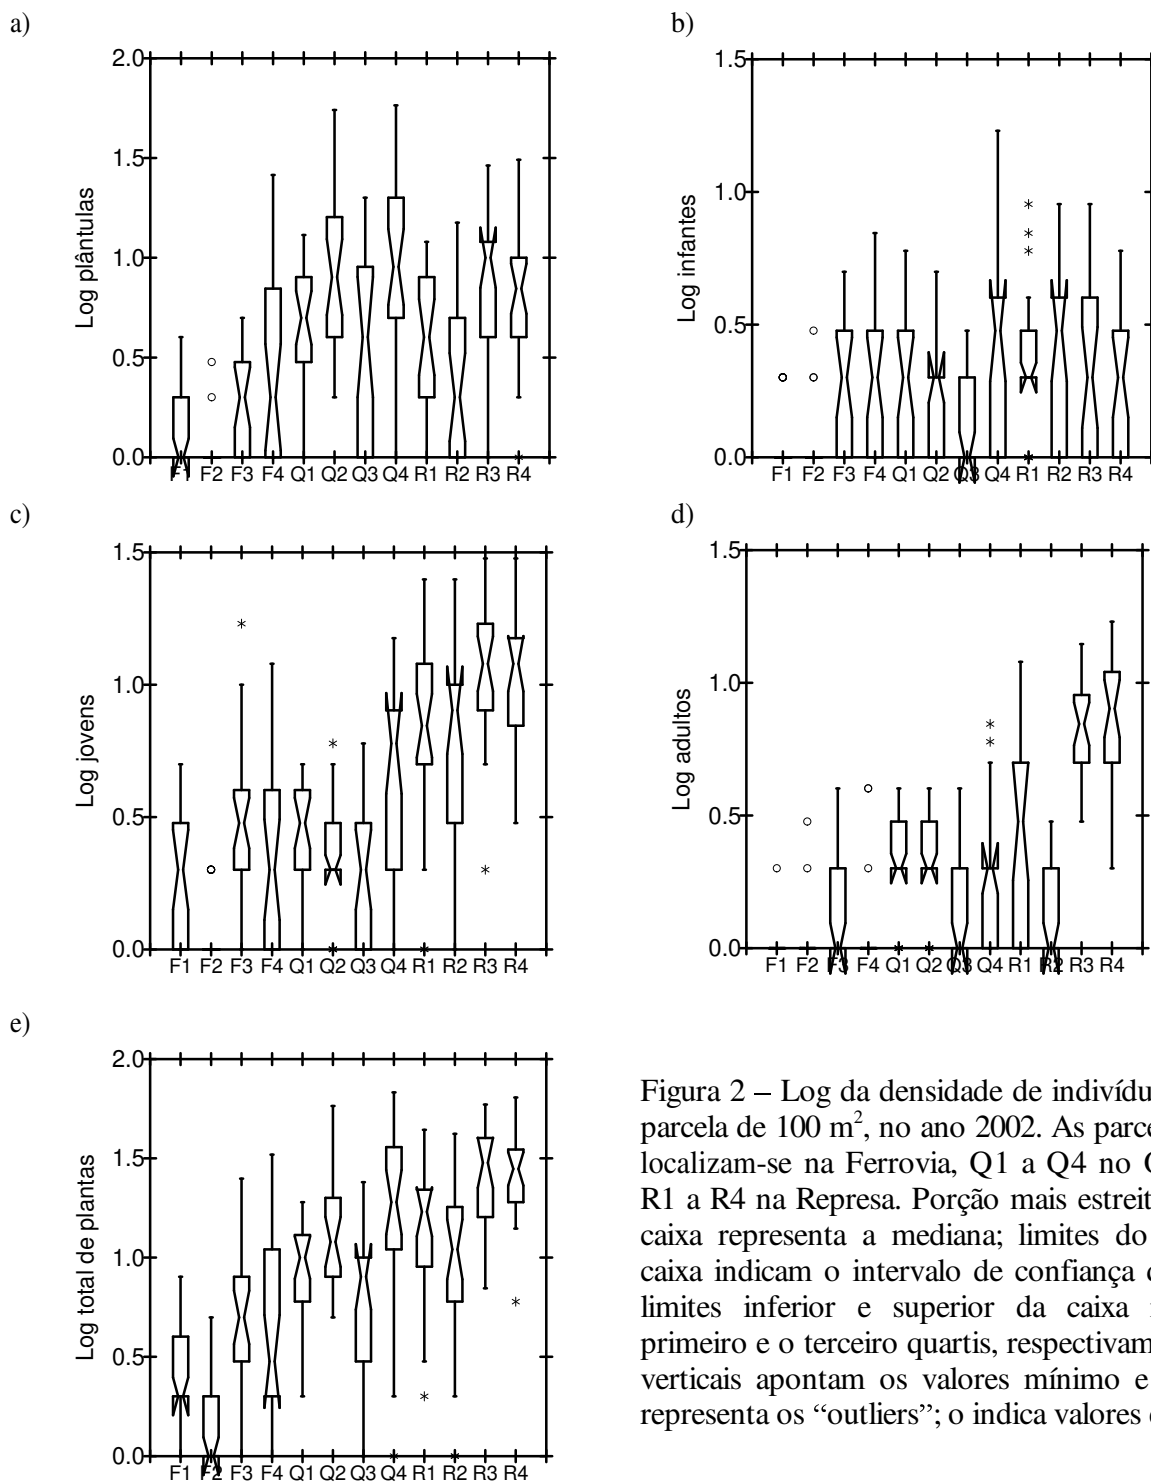 a)
2.0
1.5
1.0
0.5
0.0
Log plântulas
F1 F2 F3 F4 Q1 Q2 Q3 Q4 R1 R2 R3 R4
b)
1.5
1.0
0.5
0.0
Log infantes
F1 F2 F3 F4 Q1 Q2 Q3 Q4 R1 R2 R3 R4
c)
1.5
1.0
0.5
0.0
Log jovens
F1 F2 F3 F4 Q1 Q2 Q3 Q4 R1 R2 R3 R4
d)
1.5
1.0
0.5
0.0
Log adultos
F1 F2 F3 F4 Q1 Q2 Q3 Q4 R1 R2 R3 R4
e)
2.0
1.5
1.0
0.5
0.0
Log total de plantas
F1 F2 F3 F4 Q1 Q2 Q3 Q4 R1 R2 R3 R4
Figura 2 – Log da densidade de indivídu
parcela de 100 m², no ano 2002. As parce
localizam-se na Ferrovia, Q1 a Q4 no
R1 a R4 na Represa. Porção mais estreit
caixa representa a mediana; limites do
caixa indicam o intervalo de confiança
limites inferior e superior da caixa
primeiro e o terceiro quartis, respectivam
verticais apontam os valores mínimo e
representa os “outliers”; o indica valores